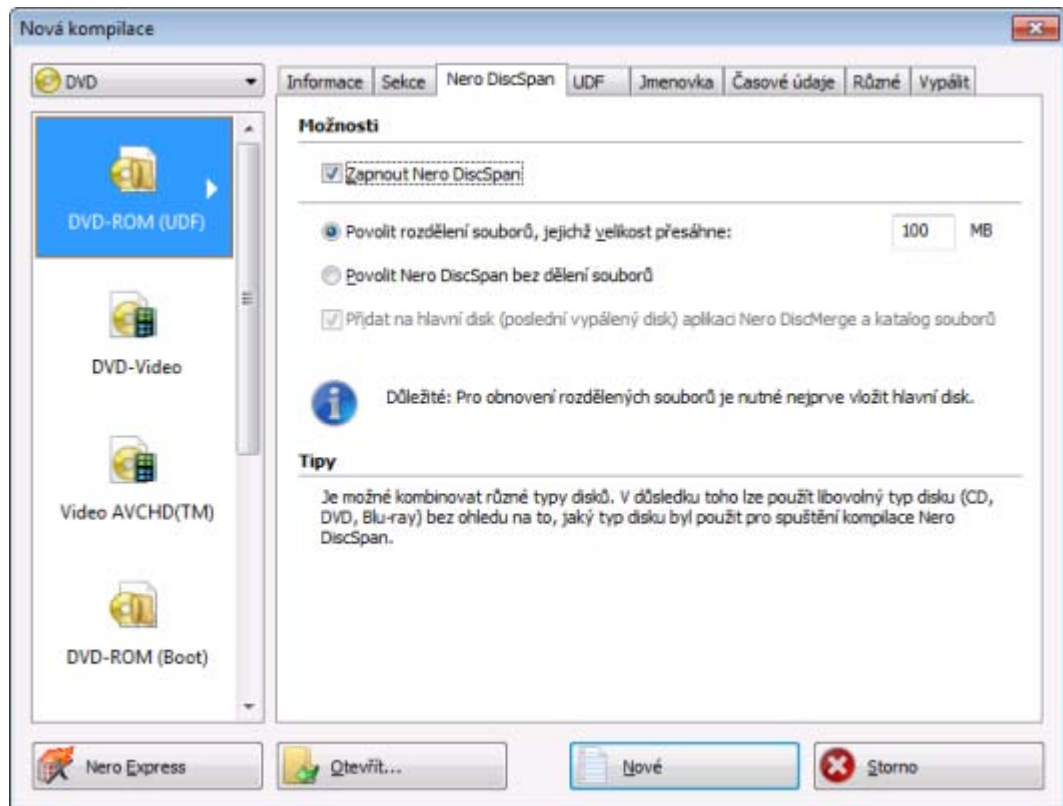 Nová kompilace
DVD
Informace
Sekce
Nero DiscSpan
UDF
Jmenovka
Časové údaje
Různé
Vypálit
DVD-ROM (UDF)
DVD-Video
Video AVCHD(TM)
DVD-ROM (Boot)
Možnosti
Zapnout Nero DiscSpan
Povolit rozdělení souborů, jejichž velikost přesáhne: 100 MB
Povolit Nero DiscSpan bez dělení souborů
Přidat na hlavní disk (poslední vypálený disk) aplikaci Nero DiscMerge a katalog souborů
Důležité: Pro obnovení rozdělených souborů je nutné nejprve vložit hlavní disk.
Tipy
Je možné kombinovat různé typy disků. V důsledku toho lze použít libovolný typ disku (CD,
DVD, Blu-ray) bez ohledu na to, jaký typ disku byl použit pro spuštění kompilace Nero
DiscSpan.
Nero Express
Otevřít...
Nové
Storno